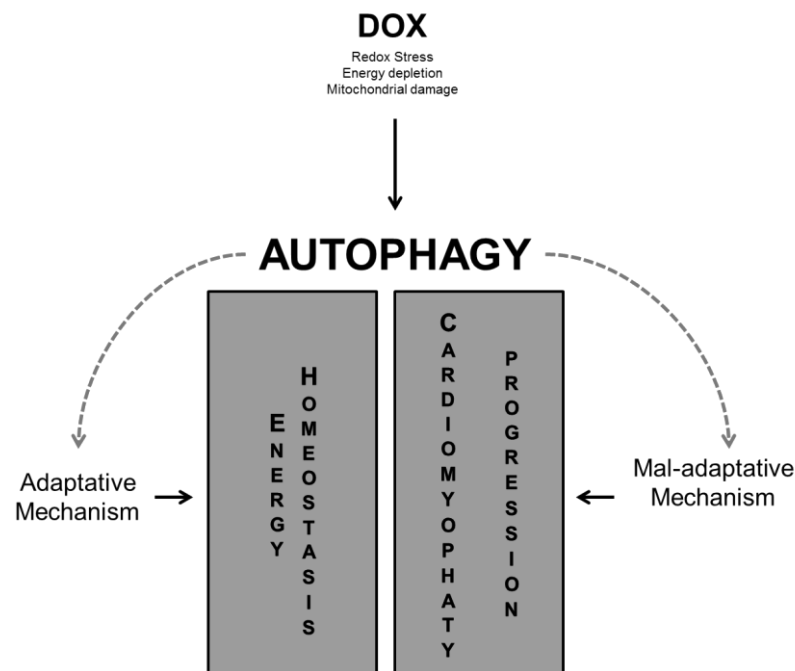 DOX
Redox Stress
Energy depletion
Mitochondrial damage
AUTOPHAGY
Adaptative
Mechanism
ENERGY
HOMEOSTASIS
CARDIOMYOPHATY
PROGRESSION
Mal-adaptative
Mechanism